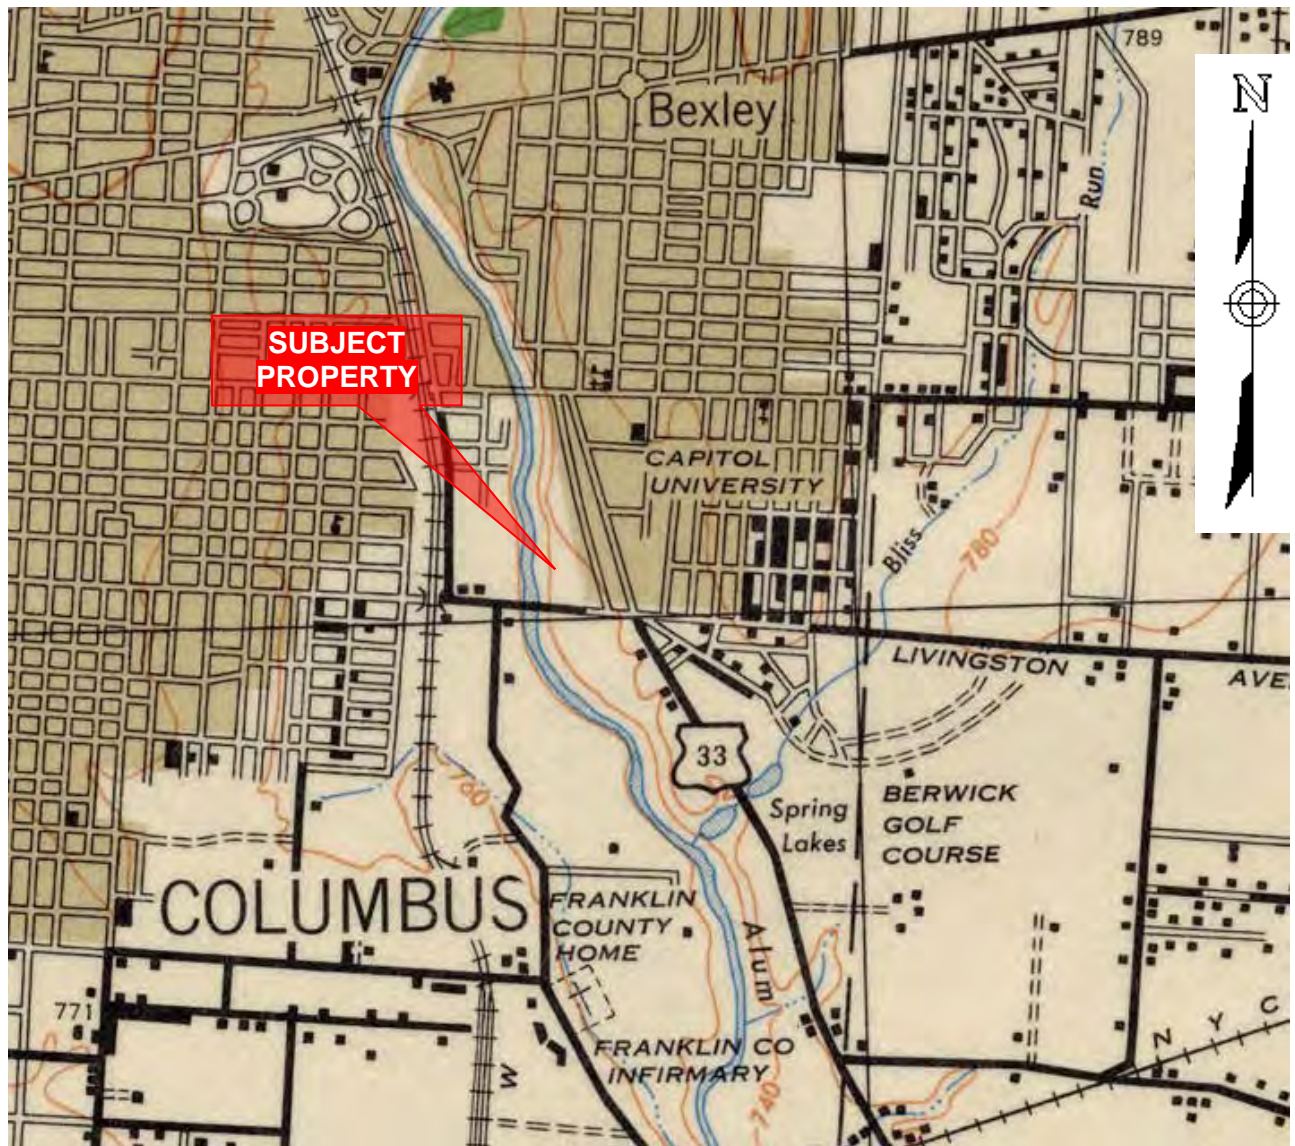 789
N
Bexley
Run
SUBJECT
PROPERTY
CAPITOL
UNIVERSITY
Bliss
780
LIVINGSTON
AVE
33
760
Spring
Lakes
BERWICK
GOLF
COURSE
COLUMBUS
FRANKLIN
COUNTY
HOME
Alum
771
N Y C
W
FRANKLIN CO
INFIRMARY
740